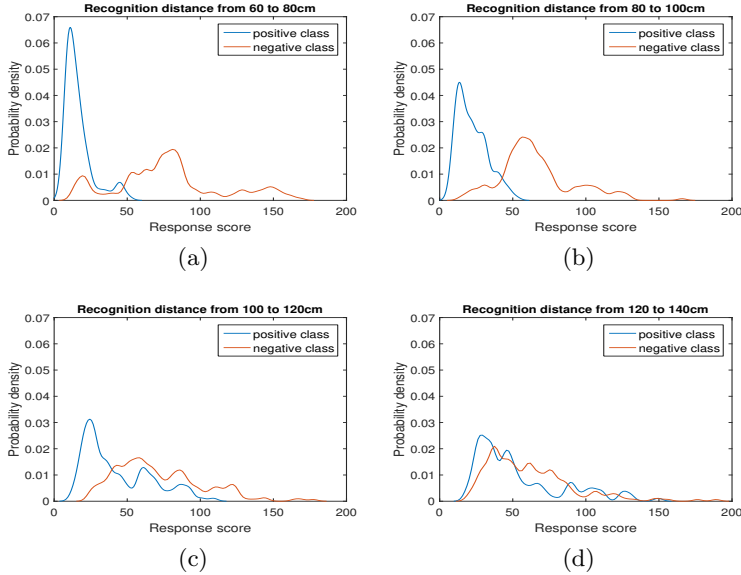 Recognition distance from 60 to 80cm
0.07
0.06
0.05
0.04
0.03
0.02
0.01
0
Probability density
positive class
negative class
0 50 100 150 200
Response score
(a)
Recognition distance from 80 to 100cm
0.07
0.06
0.05
0.04
0.03
0.02
0.01
0
Probability density
positive class
negative class
0 50 100 150 200
Response score
(b)
Recognition distance from 100 to 120cm
0.07
0.06
0.05
0.04
0.03
0.02
0.01
0
Probability density
positive class
negative class
0 50 100 150 200
Response score
(c)
Recognition distance from 120 to 140cm
0.07
0.06
0.05
0.04
0.03
0.02
0.01
0
Probability density
positive class
negative class
0 50 100 150 200
Response score
(d)